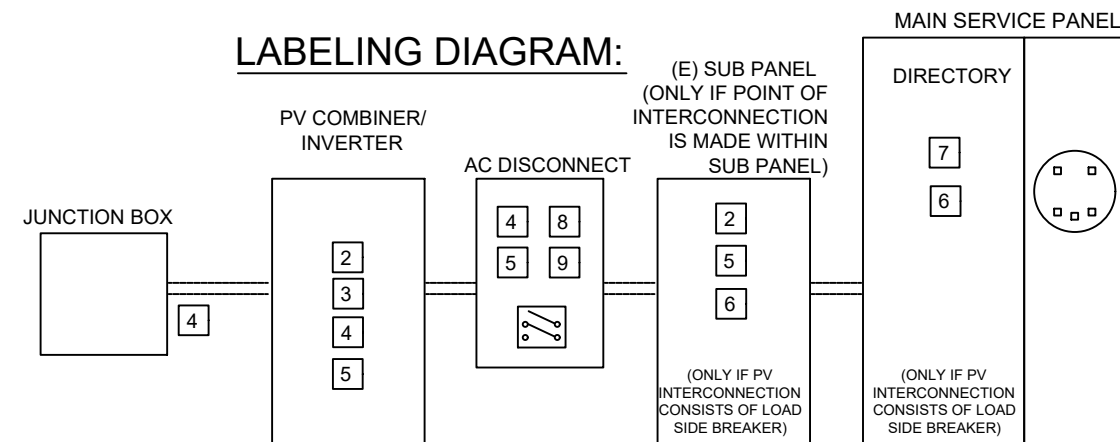 LABELING DIAGRAM:
JUNCTION BOX
4
PV COMBINER/
INVERTER
2
3
4
5
AC DISCONNECT
4 8
5 9
(E) SUB PANEL
(ONLY IF POINT OF
INTERCONNECTION
IS MADE WITHIN
SUB PANEL)
2
5
6
(ONLY IF PV
INTERCONNECTION
CONSISTS OF LOAD
SIDE BREAKER)
MAIN SERVICE PANEL
DIRECTORY
7
6
(ONLY IF PV
INTERCONNECTION
CONSISTS OF LOAD
SIDE BREAKER)